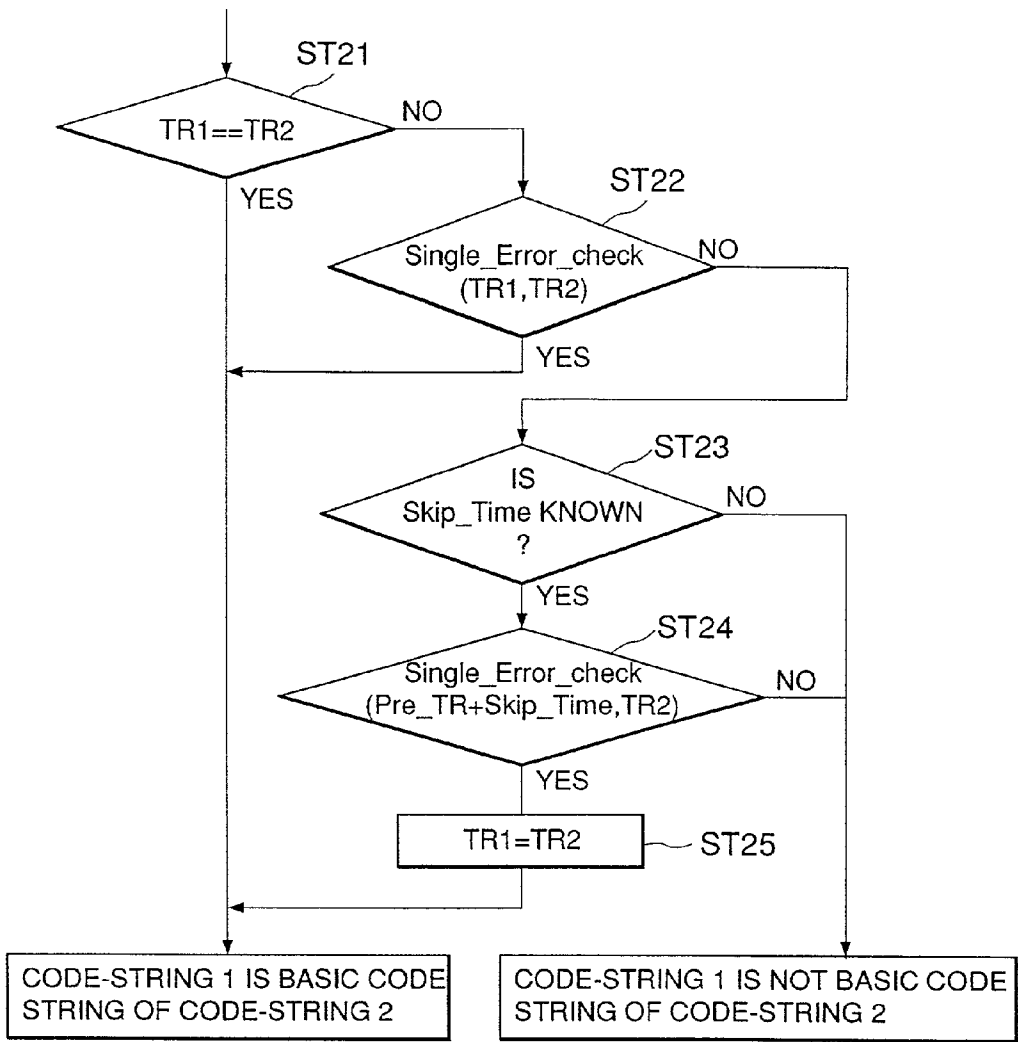 ST21
TR1==TR2
NO
YES
ST22
Single_Error_check
(TR1,TR2)
NO
YES
ST23
IS
Skip_Time KNOWN
?
NO
YES
ST24
Single_Error_check
(Pre_TR+Skip_Time,TR2)
NO
YES
TR1=TR2
ST25
CODE-STRING 1 IS BASIC CODE
STRING OF CODE-STRING 2
CODE-STRING 1 IS NOT BASIC CODE
STRING OF CODE-STRING 2